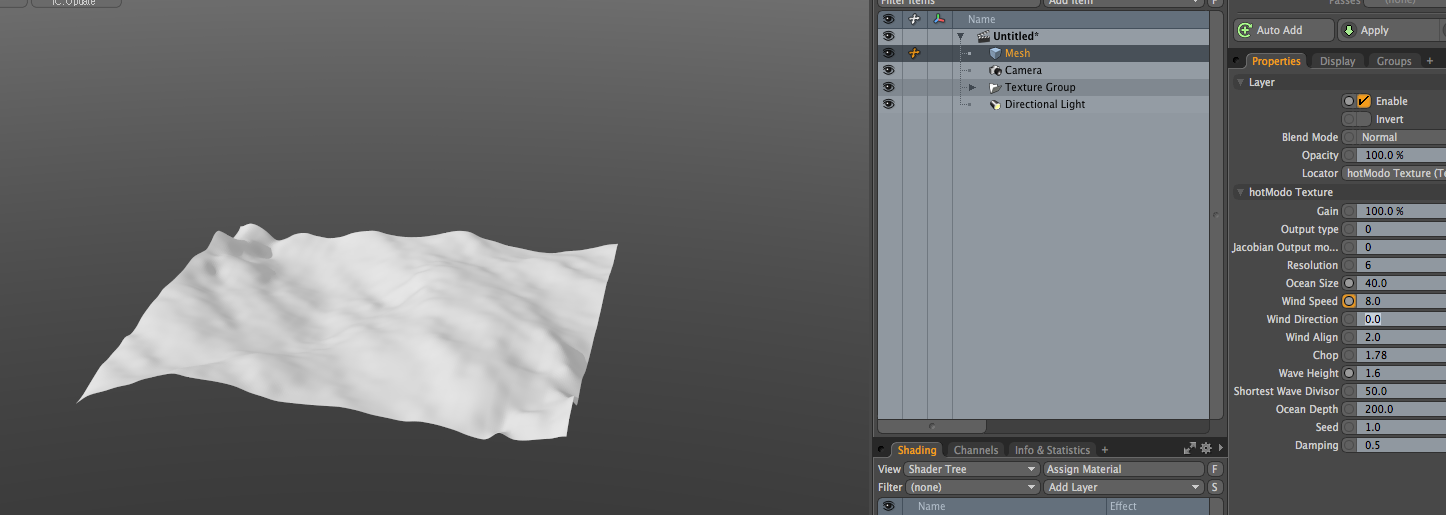 IC: Update
Filter Items Add Item F
Name
Untitled*
Mesh
Camera
Texture Group
Directional Light
Shading Channels Info & Statistics +
View Shader Tree Assign Material F
Filter (none) Add Layer S
Name Effect
Passes (none)
Auto Add Apply
Properties Display Groups +
Layer
Enable
Invert
Blend Mode Normal
Opacity 100.0 %
Locator hotModo Texture (Te
hotModo Texture
Gain 100.0 %
Output type 0
Jacobian Output mo... 0
Resolution 6
Ocean Size 40.0
Wind Speed 8.0
Wind Direction 0.0
Wind Align 2.0
Chop 1.78
Wave Height 1.6
Shortest Wave Divisor 50.0
Ocean Depth 200.0
Seed 1.0
Damping 0.5